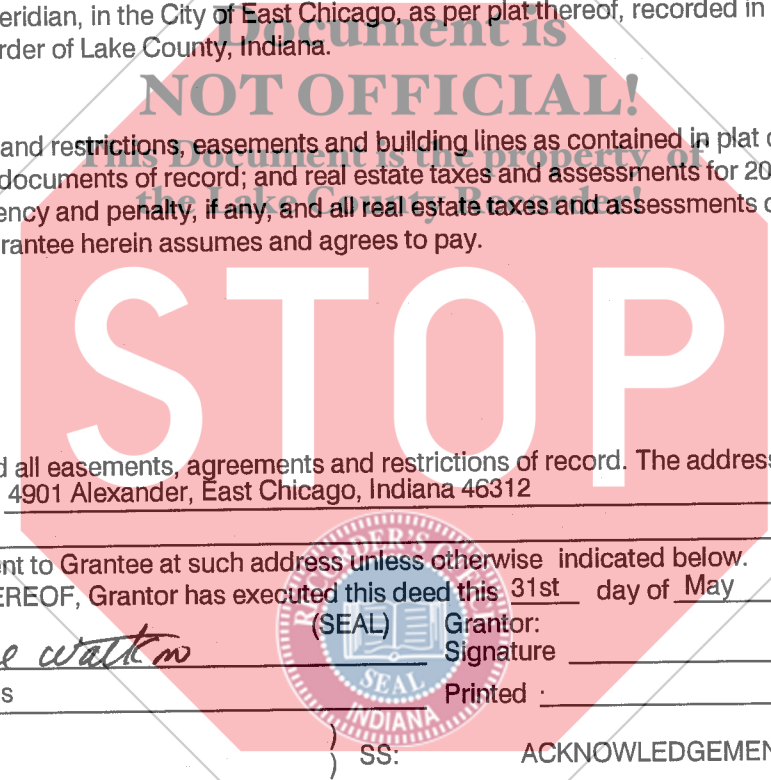 eridian, in the City of East Chicago, as per plat thereof, recorded in
Document is
rder of Lake County, Indiana.
NOT OFFICIAL!
and restrictions, easements and building lines as contained in plat
This Document is the property of
documents of record; and real estate taxes and assessments for 20
the Lake County Recorder!
ency and penalty, if any, and all real estate taxes and assessments
rantee herein assumes and agrees to pay.
STOP
d all easements, agreements and restrictions of record. The address
4901 Alexander, East Chicago, Indiana 46312
nt to Grantee at such address unless otherwise indicated below.
EREOF, Grantor has executed this deed this 31st day of May
(SEAL) Grantor:
Signature
s Printed
RECORDER'S OFFICE
SEAL
INDIANA
) SS: ACKNOWLEDGEMEN
)